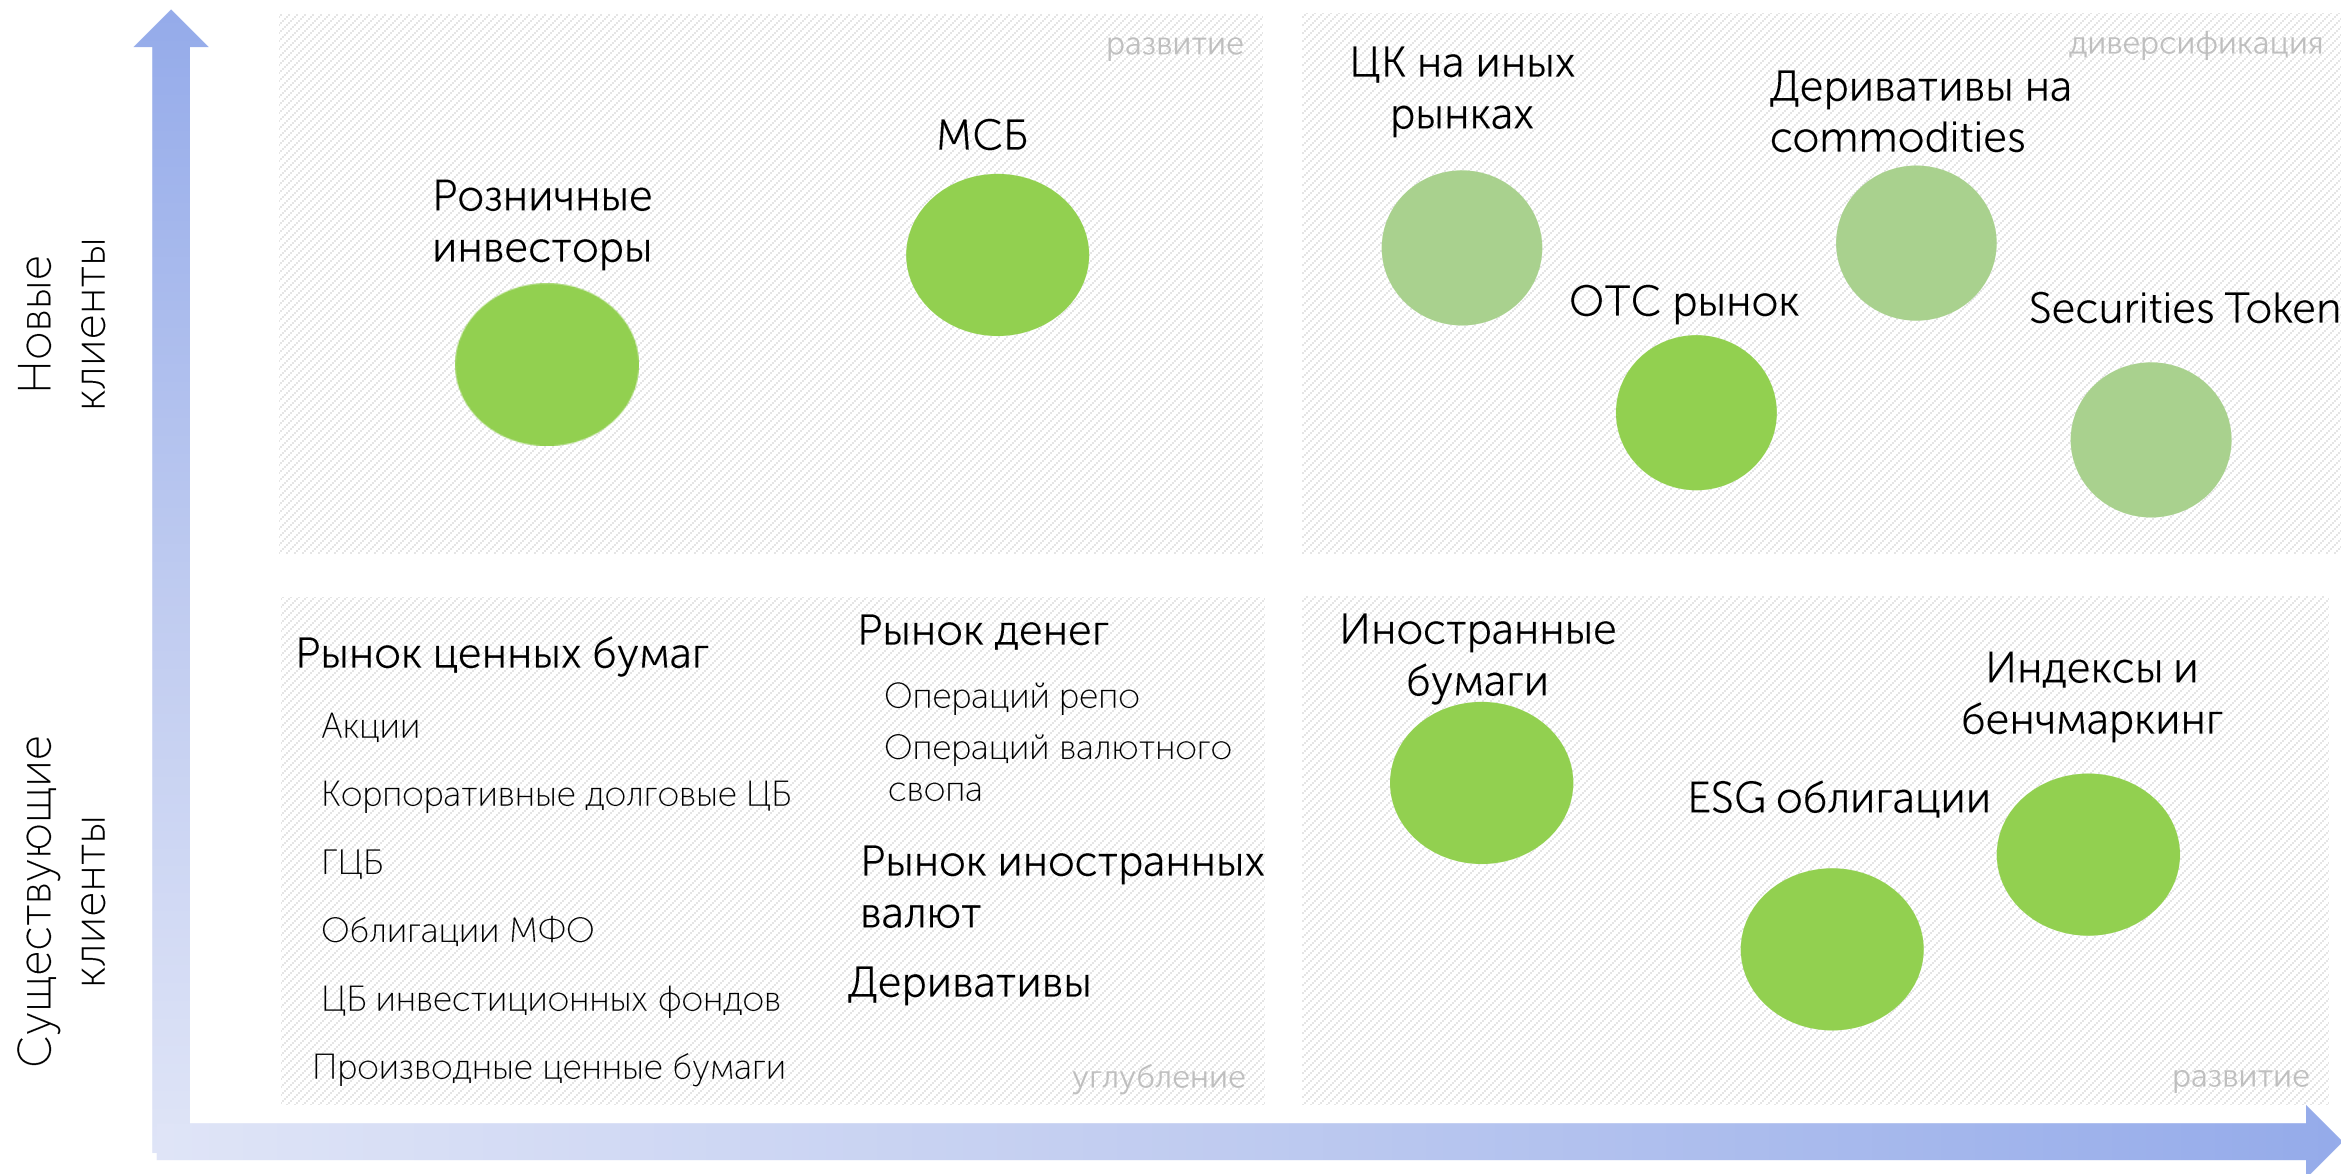 Новые
клиенты
развитие
МСБ
Розничные
инвесторы
диверсификация
ЦК на иных
рынках
Деривативы на
commodities
ОТС рынок
Securities Token
Существующие
клиенты
Рынок ценных бумаг
Акции
Корпоративные долговые ЦБ
ГЦБ
Облигации МФО
ЦБ инвестиционных фондов
Производные ценные бумаги
Рынок денег
Операций репо
Операций валютного
свопа
Рынок иностранных
валют
Деривативы
углубление
Иностранные
бумаги
Индексы и
бенчмаркинг
ESG облигации
развитие